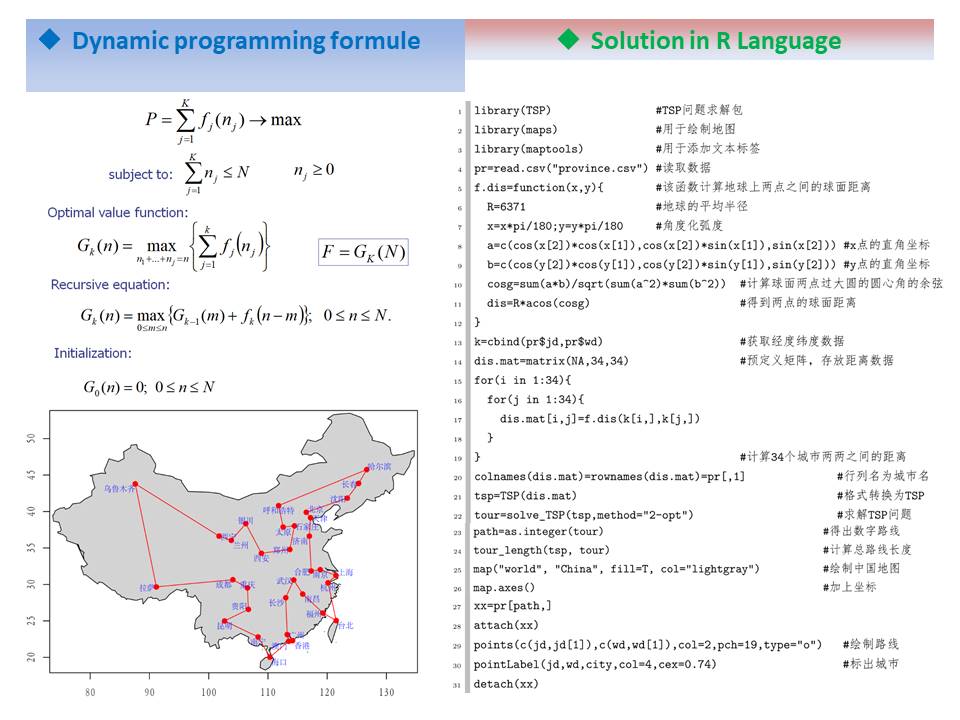 ◆ Dynamic programming formule
P = ∑_{j=1}^{K} f_j(n_j) → max
subject to: ∑_{j=1}^{K} n_j ≤ N n_j ≥ 0
Optimal value function:
G_k(n) = max_{n_1+...+n_j=n} {∑_{j=1}^{k} f_j(n_j)} F = G_K(N)
Recursive equation:
G_k(n) = max_{0≤m≤n} {G_{k-1}(m) + f_k(n-m)}; 0 ≤ n ≤ N.
Initialization:
G_0(n) = 0; 0 ≤ n ≤ N
50
45
40
35
30
25
20
80 90 100 110 120 130
哈尔滨
长春
沈阳
乌鲁木齐
呼和浩特
北京
天津
银川
石家庄
太原
济南
西宁
兰州
郑州
西安
合肥
南京
上海
拉萨
成都
重庆
武汉
杭州
贵阳
长沙
南昌
福州
昆明
台北
南宁
广州
澳门
香港
海口
◆ Solution in R Language
1 library(TSP) #TSP问题求解包
2 library(maps) #用于绘制地图
3 library(maptools) #用于添加文本标签
4 pr=read.csv("province.csv") #读取数据
5 f.dis=function(x,y){ #该函数计算地球上两点之间的球面距离
6 R=6371 #地球的平均半径
7 x=x*pi/180;y=y*pi/180 #角度化弧度
8 a=c(cos(x[2])*cos(x[1]),cos(x[2])*sin(x[1]),sin(x[2])) #x点的直角坐标
9 b=c(cos(y[2])*cos(y[1]),cos(y[2])*sin(y[1]),sin(y[2])) #y点的直角坐标
10 cosg=sum(a*b)/sqrt(sum(a^2)*sum(b^2)) #计算球面两点过大圆的圆心角的余弦
11 dis=R*acos(cosg) #得到两点的球面距离
12 }
13 k=cbind(pr$jd,pr$wd) #获取经度纬度数据
14 dis.mat=matrix(NA,34,34) #预定义矩阵，存放距离数据
15 for(i in 1:34){
16 for(j in 1:34){
17 dis.mat[i,j]=f.dis(k[i,],k[j,])
18 }
19 } #计算34个城市两两之间的距离
20 colnames(dis.mat)=rownames(dis.mat)=pr[,1] #行列名为城市名
21 tsp=TSP(dis.mat) #格式转换为TSP
22 tour=solve_TSP(tsp,method="2-opt") #求解TSP问题
23 path=as.integer(tour) #得出数字路线
24 tour_length(tsp, tour) #计算总路线长度
25 map("world", "China", fill=T, col="lightgray") #绘制中国地图
26 map.axes() #加上坐标
27 xx=pr[path,]
28 attach(xx)
29 points(c(jd,jd[1]),c(wd,wd[1]),col=2,pch=19,type="o") #绘制路线
30 pointLabel(jd,wd,city,col=4,cex=0.74) #标出城市
31 detach(xx)